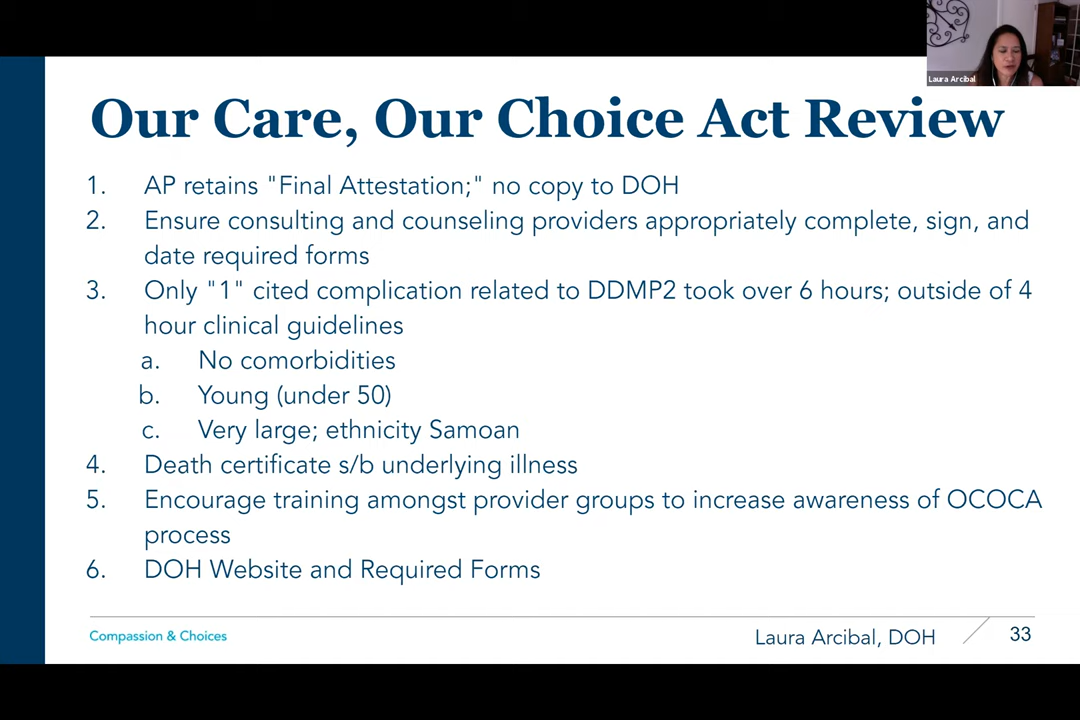 Laura Arcibal
Our Care, Our Choice Act Review
1. AP retains "Final Attestation;" no copy to DOH
2. Ensure consulting and counseling providers appropriately complete, sign, and
date required forms
3. Only "1" cited complication related to DDMP2 took over 6 hours; outside of 4
hour clinical guidelines
a. No comorbidities
b. Young (under 50)
c. Very large; ethnicity Samoan
4. Death certificate s/b underlying illness
5. Encourage training amongst provider groups to increase awareness of OCOCA
process
6. DOH Website and Required Forms
Compassion & Choices
Laura Arcibal, DOH
33